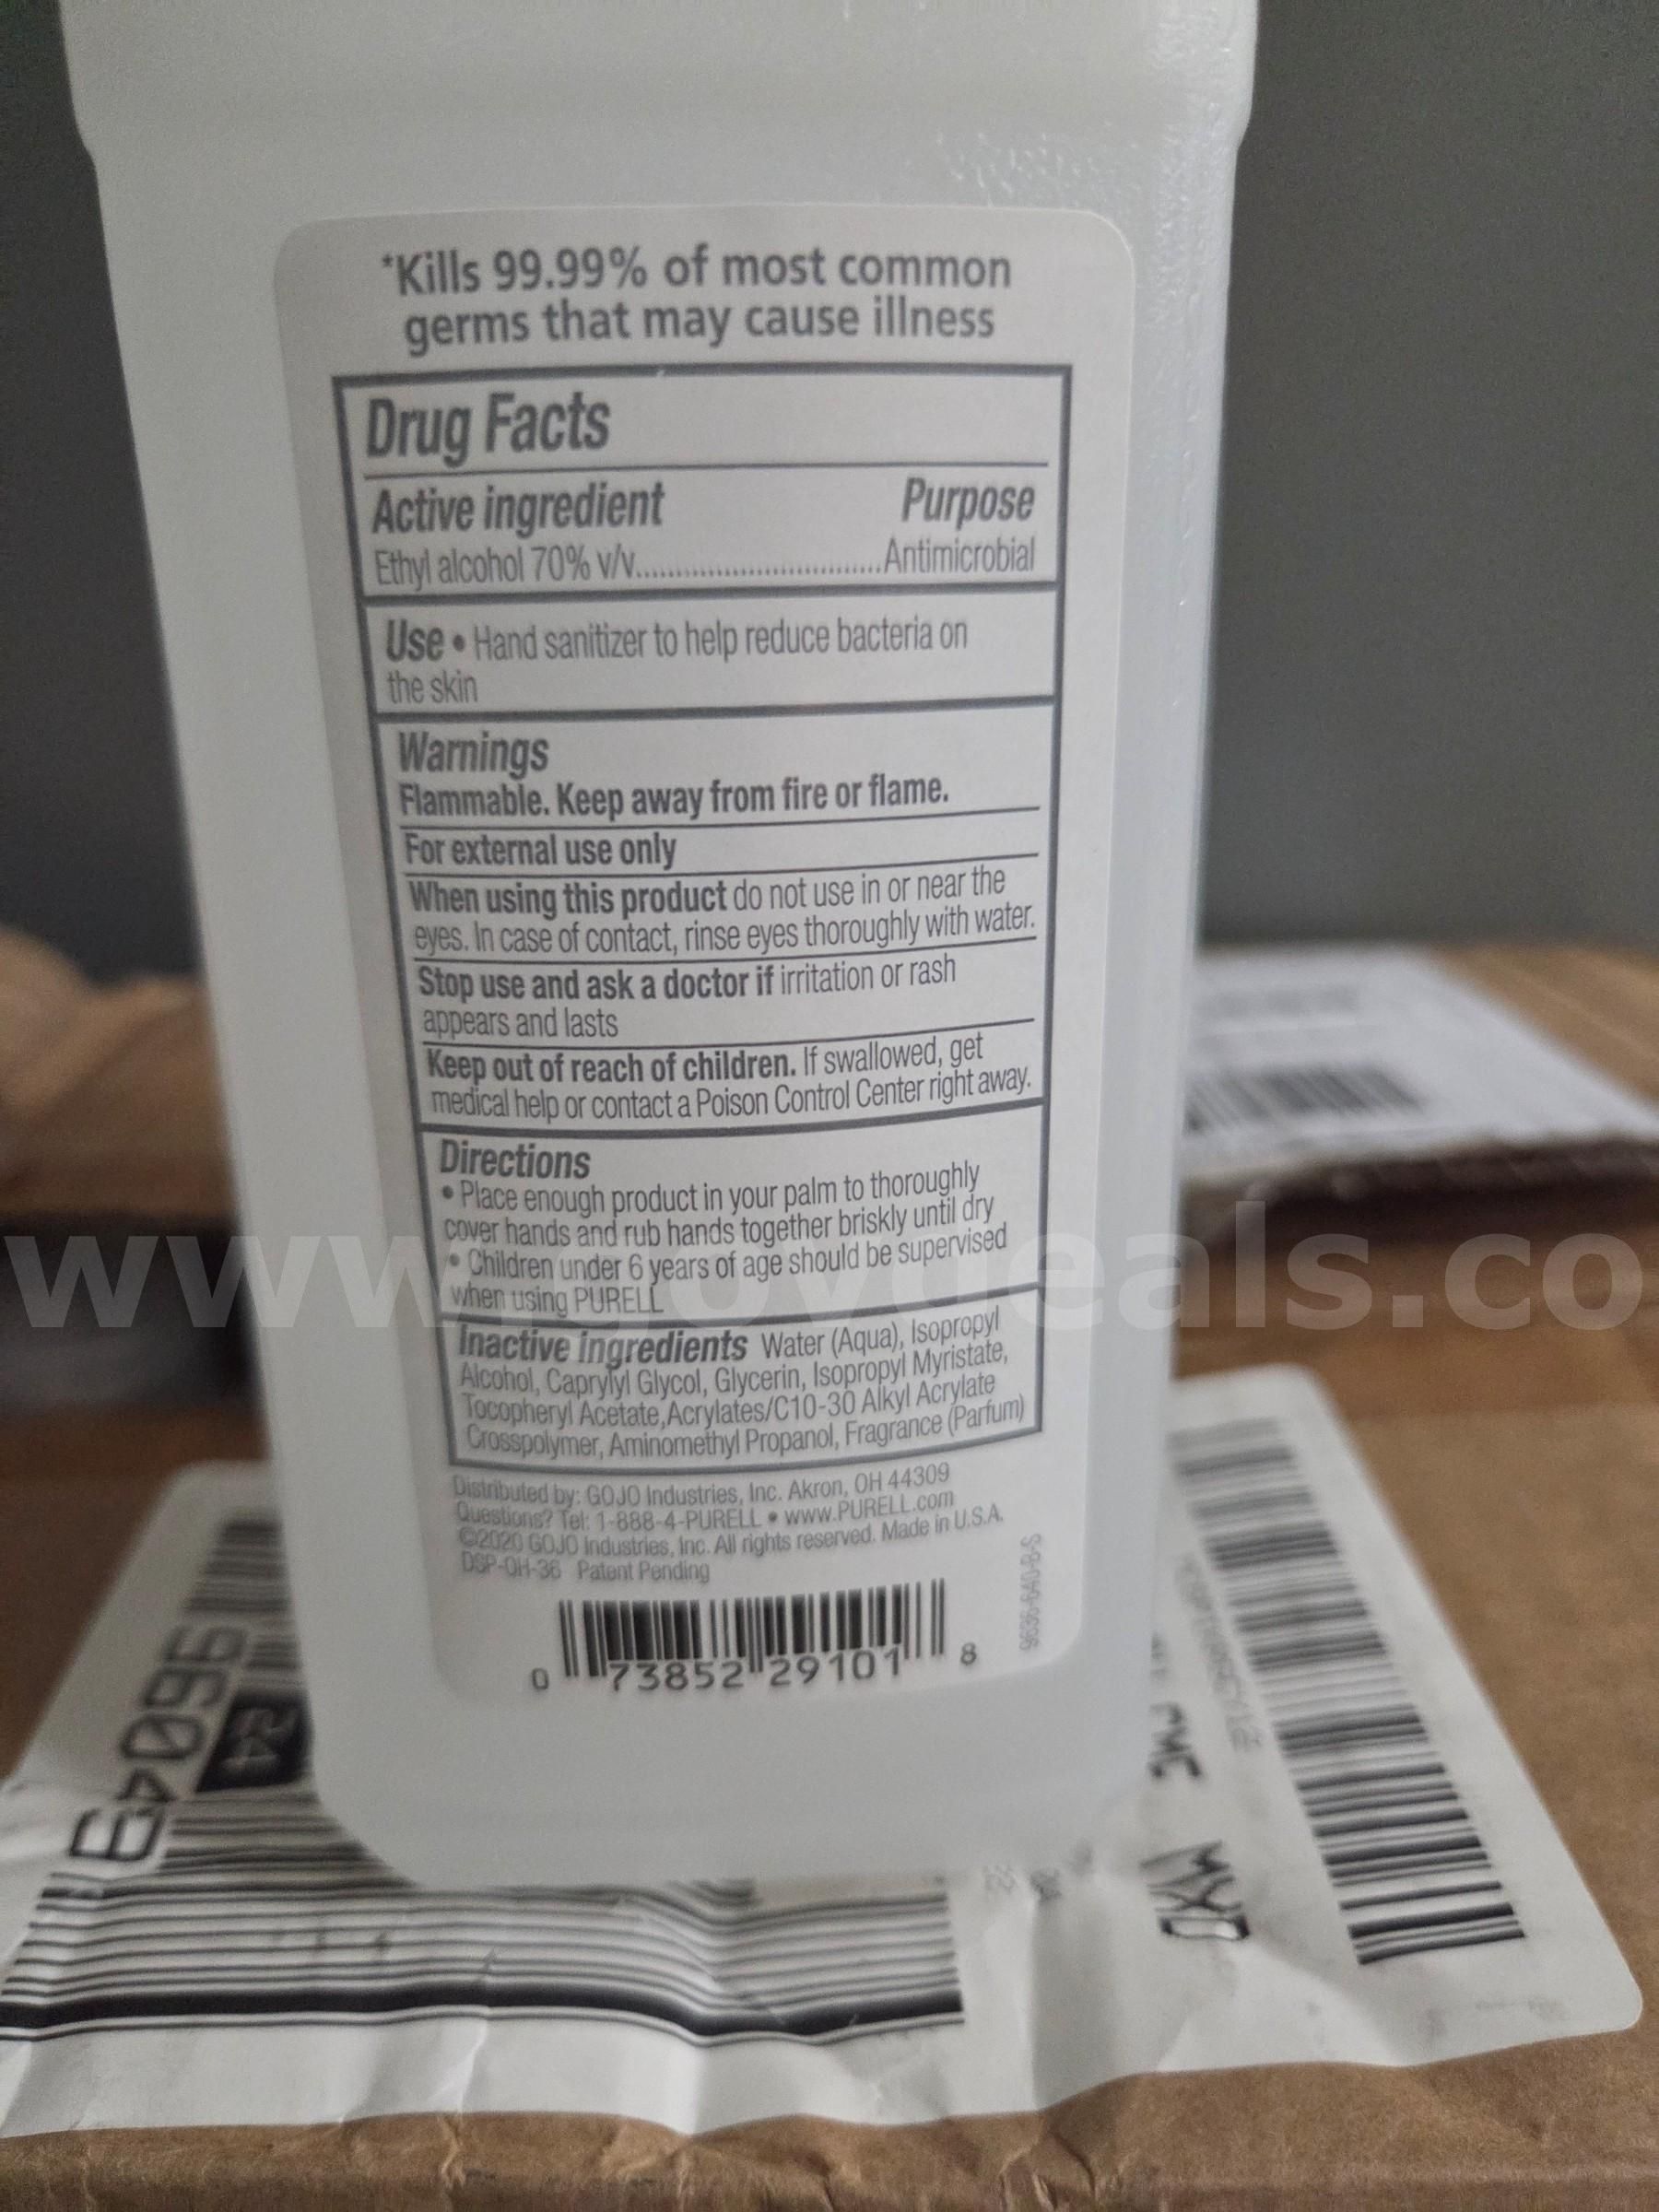 *Kills 99.99% of most common
germs that may cause illness
Drug Facts
Active ingredient Purpose
Ethyl alcohol 70% v/v..............................Antimicrobial
Use • Hand sanitizer to help reduce bacteria on
the skin
Warnings
Flammable. Keep away from fire or flame.
For external use only
When using this product do not use in or near the
eyes. In case of contact, rinse eyes thoroughly with water.
Stop use and ask a doctor if irritation or rash
appears and lasts
Keep out of reach of children. If swallowed, get
medical help or contact a Poison Control Center right away.
Directions
• Place enough product in your palm to thoroughly
cover hands and rub hands together briskly until dry
• Children under 6 years of age should be supervised
when using PURELL
Inactive ingredients Water (Aqua), Isopropyl
Alcohol, Caprylyl Glycol, Glycerin, Isopropyl Myristate,
Tocopheryl Acetate, Acrylates/C10-30 Alkyl Acrylate
Crosspolymer, Aminomethyl Propanol, Fragrance (Parfum)
Distributed by: GOJO Industries, Inc. Akron, OH 44309
Questions? Tel: 1-888-4-PURELL • www.PURELL.com
©2020 GOJO Industries, Inc. All rights reserved. Made in U.S.A.
DSP-OH-36 Patent Pending
9636-640-B-S
0 73852 29101 8
www.govdeals.co
96043
24
MXD